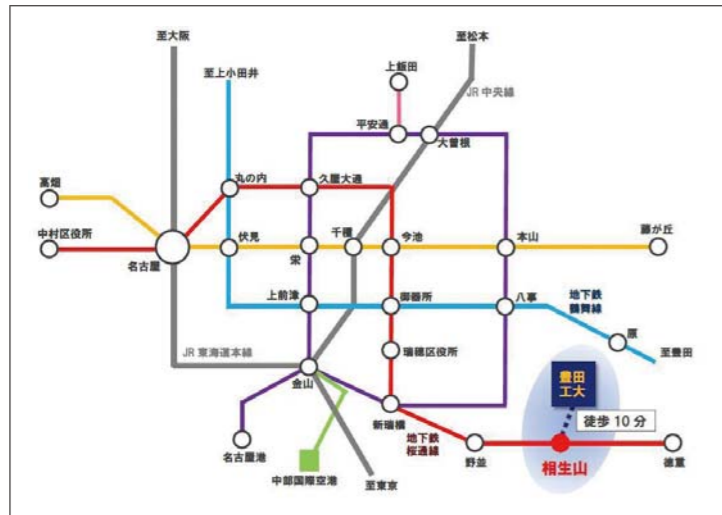 至大阪
至松本
上飯田
至上小田井
JR中央線
平安通
大曽根
丸の内
久屋大通
高畑
中村区役所
名古屋
伏見
栄
千種
今池
本山
藤が丘
上前津
御器所
八事
地下鉄
鶴舞線
原
至豊田
JR東海道本線
瑞穂区役所
金山
豊田
工大
徒歩10分
新瑞橋
地下鉄
桜通線
野並
相生山
徳重
名古屋港
中部国際空港
至東京